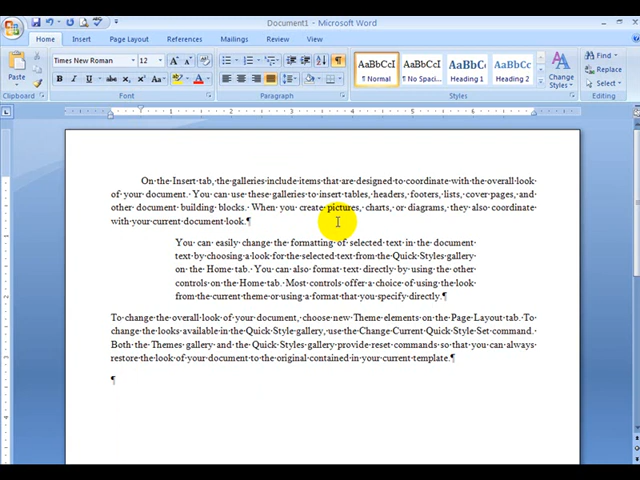 Document1 - Microsoft Word
Home Insert Page Layout References Mailings Review View
Times New Roman 12
Paste
B I U abc
AaBbCcI AaBbCcI AaBbC AaBbCc
¶ Normal ¶ No Spaci... Heading 1 Heading 2
Change Styles
Find
Replace
Select
Clipboard Font Paragraph Styles Editing
1 2 3 4 5 6
On·the·Insert·tab,·the·galleries·include·items·that·are·designed·to·coordinate·with·the·overall·look·
of·your·document.·You·can·use·these·galleries·to·insert·tables,·headers,·footers,·lists,·cover·pages,·and·
other·document·building·blocks.·When·you·create·pictures,·charts,·or·diagrams,·they·also·coordinate·
with·your·current·document·look.¶
You·can·easily·change·the·formatting·of·selected·text·in·the·document·
text·by·choosing·a·look·for·the·selected·text·from·the·Quick·Styles·gallery·
on·the·Home·tab.·You·can·also·format·text·directly·by·using·the·other·
controls·on·the·Home·tab.·Most·controls·offer·a·choice·of·using·the·look·
from·the·current·theme·or·using·a·format·that·you·specify·directly.¶
To·change·the·overall·look·of·your·document,·choose·new·Theme·elements·on·the·Page·Layout·tab.·To·
change·the·looks·available·in·the·Quick·Style·gallery,·use·the·Change·Current·Quick·Style·Set·command.·
Both·the·Themes·gallery·and·the·Quick·Styles·gallery·provide·reset·commands·so·that·you·can·always·
restore·the·look·of·your·document·to·the·original·contained·in·your·current·template.¶
¶